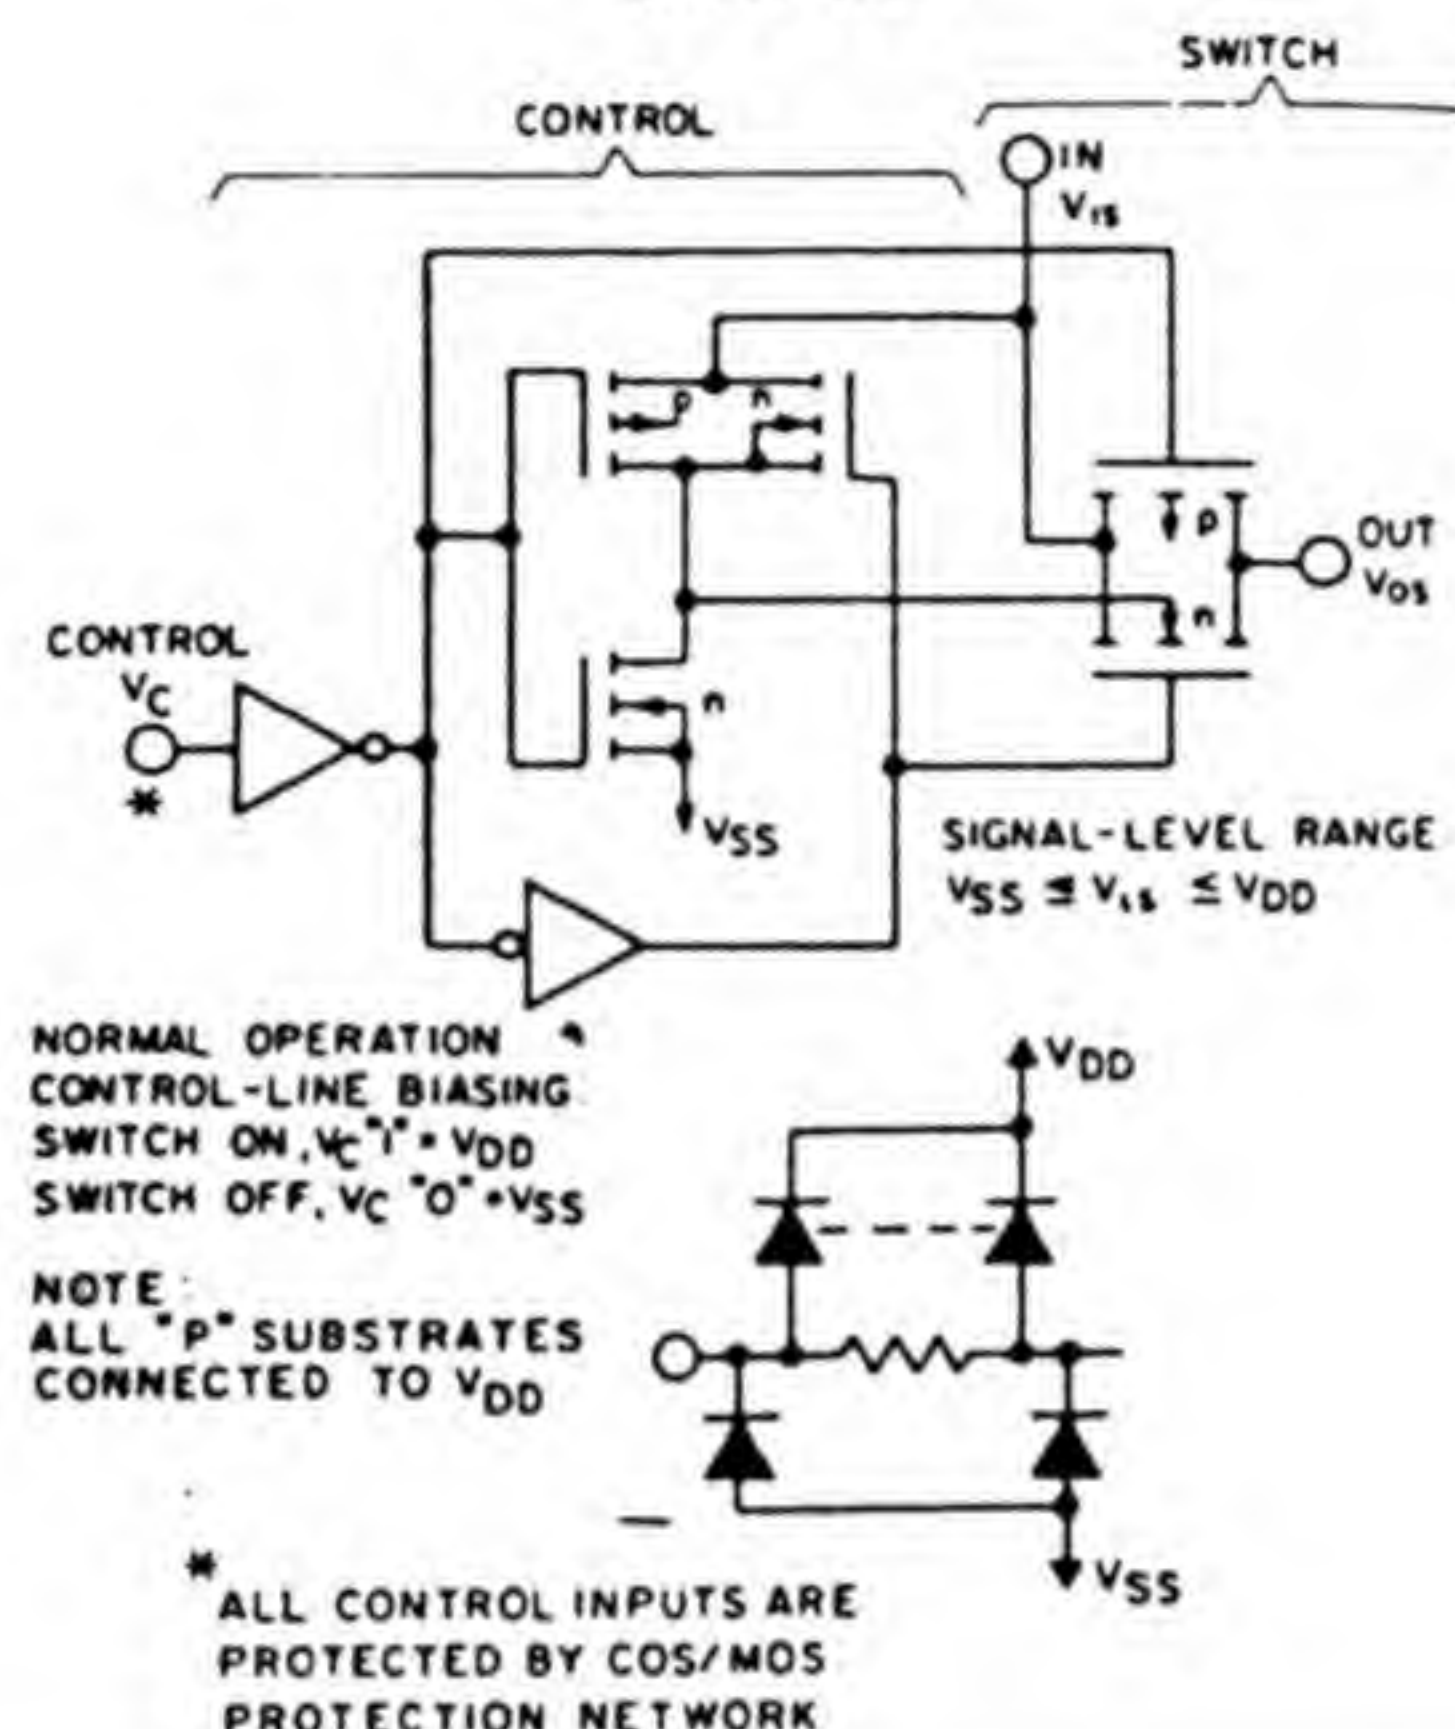 SWITCH
CONTROL
IN
Vis
p
n
p
OUT
VOS
n
CONTROL
VC
*
n
VSS
SIGNAL-LEVEL RANGE
VSS ≤ Vis ≤ VDD
NORMAL OPERATION
CONTROL-LINE BIASING
SWITCH ON, VC "1" = VDD
SWITCH OFF, VC "0" = VSS
VDD
NOTE:
ALL "P" SUBSTRATES
CONNECTED TO VDD
VSS
*
ALL CONTROL INPUTS ARE
PROTECTED BY COS/MOS
PROTECTION NETWORK